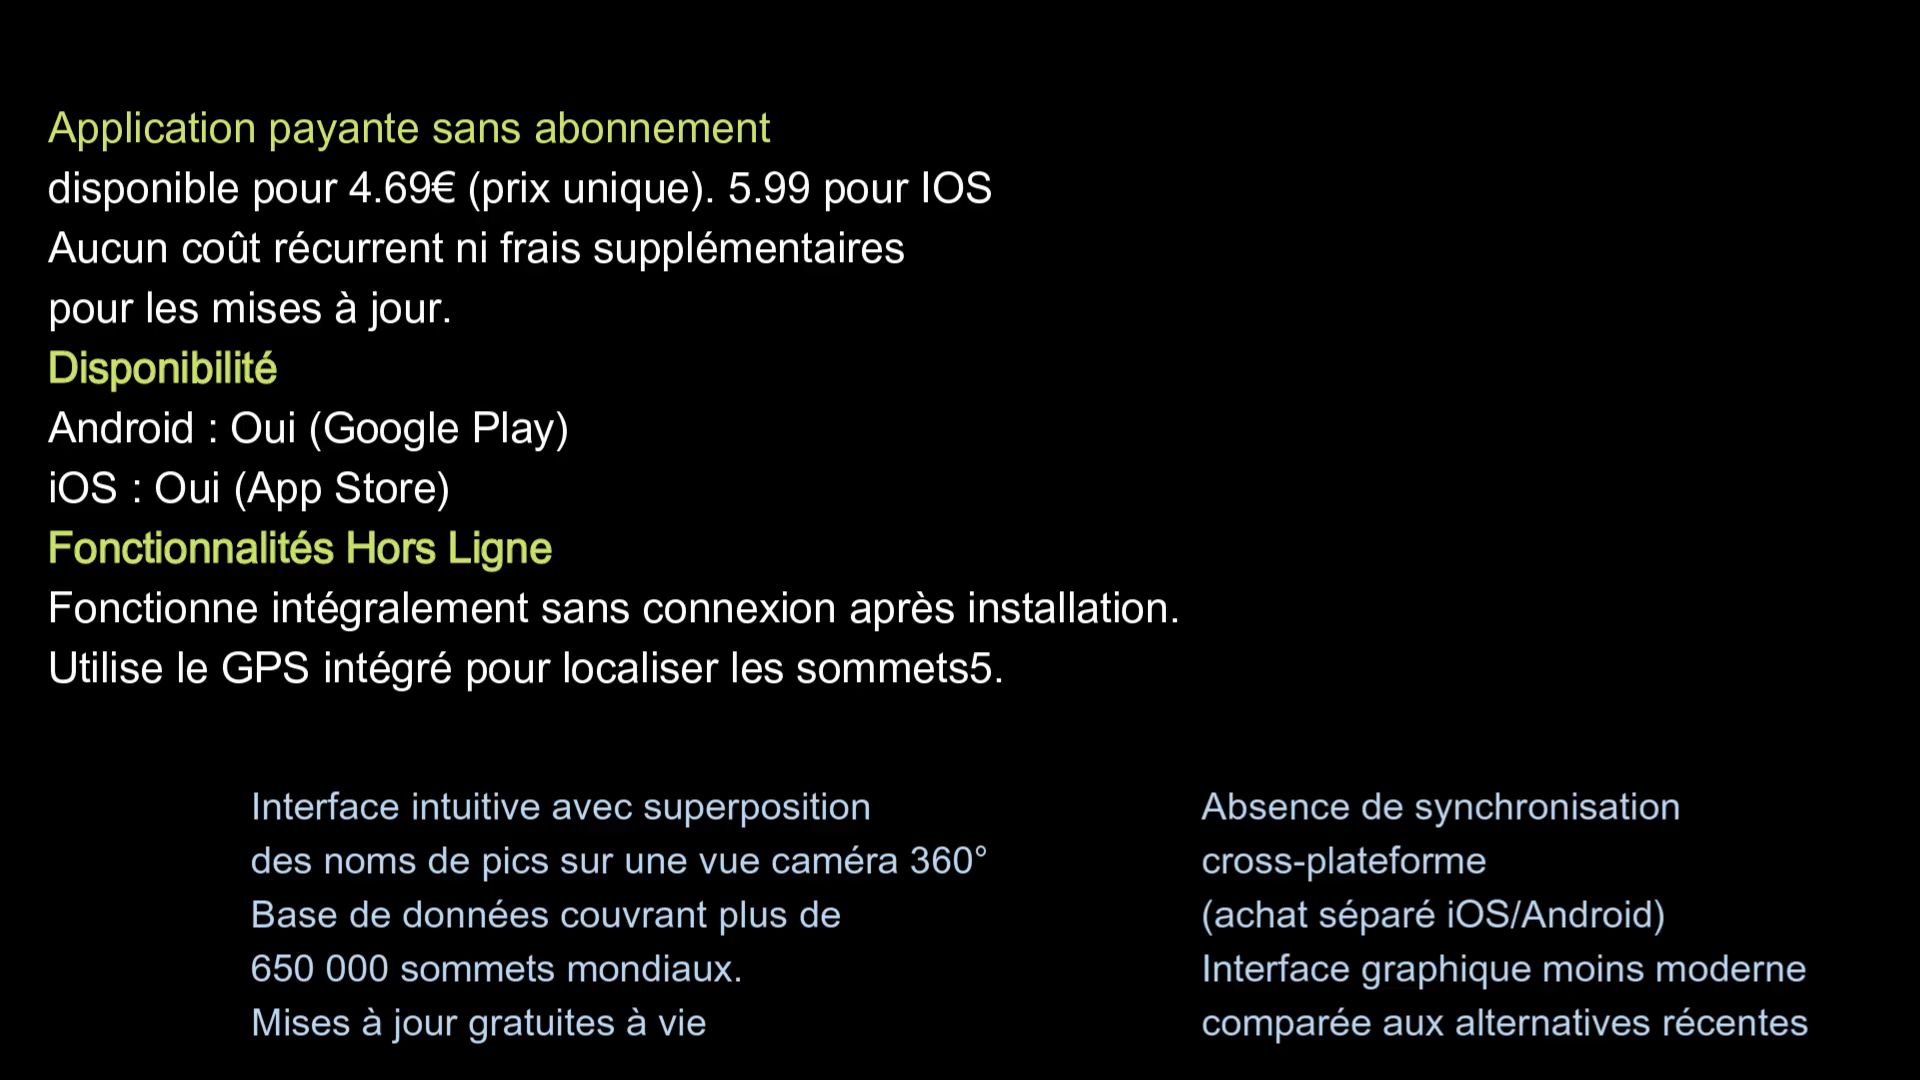 Application payante sans abonnement
disponible pour 4.69€ (prix unique). 5.99 pour IOS
Aucun coût récurrent ni frais supplémentaires
pour les mises à jour.
Disponibilité
Android : Oui (Google Play)
iOS : Oui (App Store)
Fonctionnalités Hors Ligne
Fonctionne intégralement sans connexion après installation.
Utilise le GPS intégré pour localiser les sommets5.
Interface intuitive avec superposition
des noms de pics sur une vue caméra 360°
Base de données couvrant plus de
650 000 sommets mondiaux.
Mises à jour gratuites à vie
Absence de synchronisation
cross-plateforme
(achat séparé iOS/Android)
Interface graphique moins moderne
comparée aux alternatives récentes